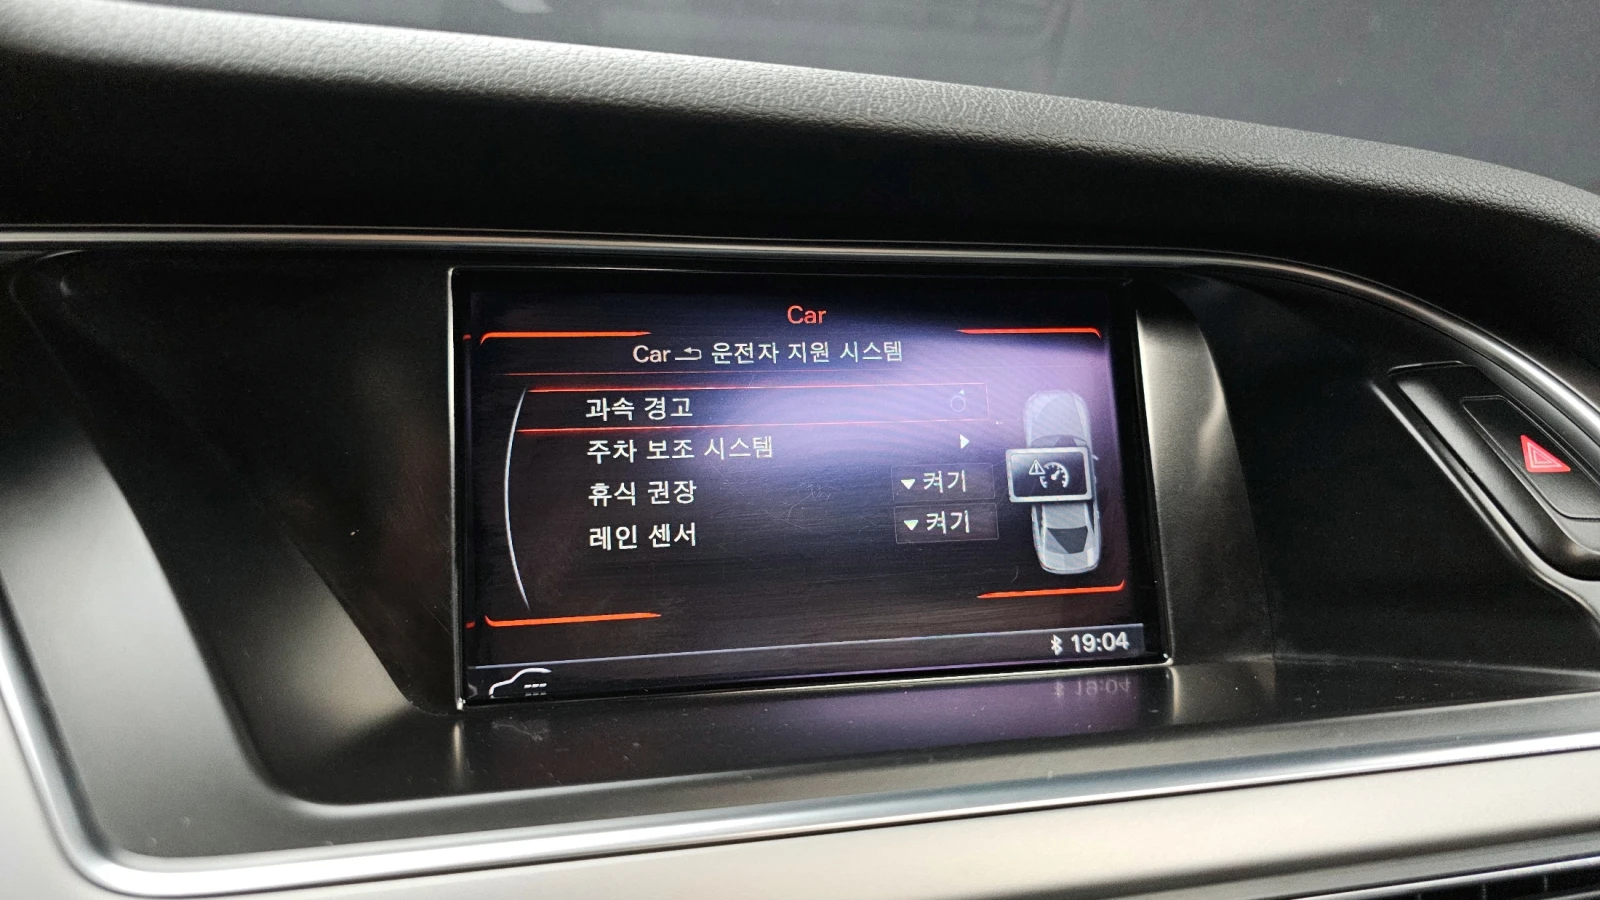 Car
Car 운전자 지원 시스템
과속 경고
주차 보조 시스템
휴식 권장 켜기
레인 센서 켜기
19:04